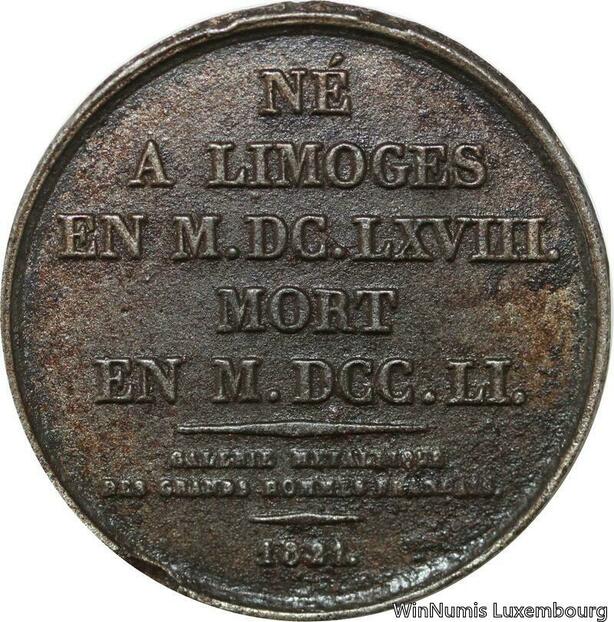 NÉ
A LIMOGES
EN M.DC.LXVIII.
MORT
EN M.DCC.LI.
GALERIE METALLIQUE
DES GRANDS HOMMES FRANÇAIS.
1821.
WinNumis Luxembourg